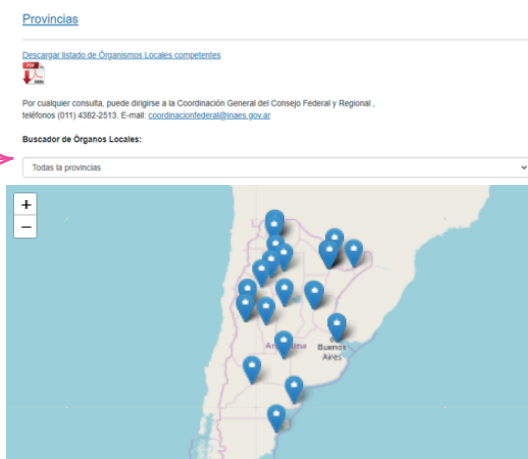 Provincias
Descargar listado de Órganismos Locales competentes
PDF
Por cualquier consulta, puede dirigirse a la Coordinación General del Consejo Federal y Regional ,
teléfonos (011) 4382-2513. E-mail: coordinacionfederal@inaes.gov.ar
Buscador de Órganos Locales:
Todas la provincias
+
−
Buenos
Aires